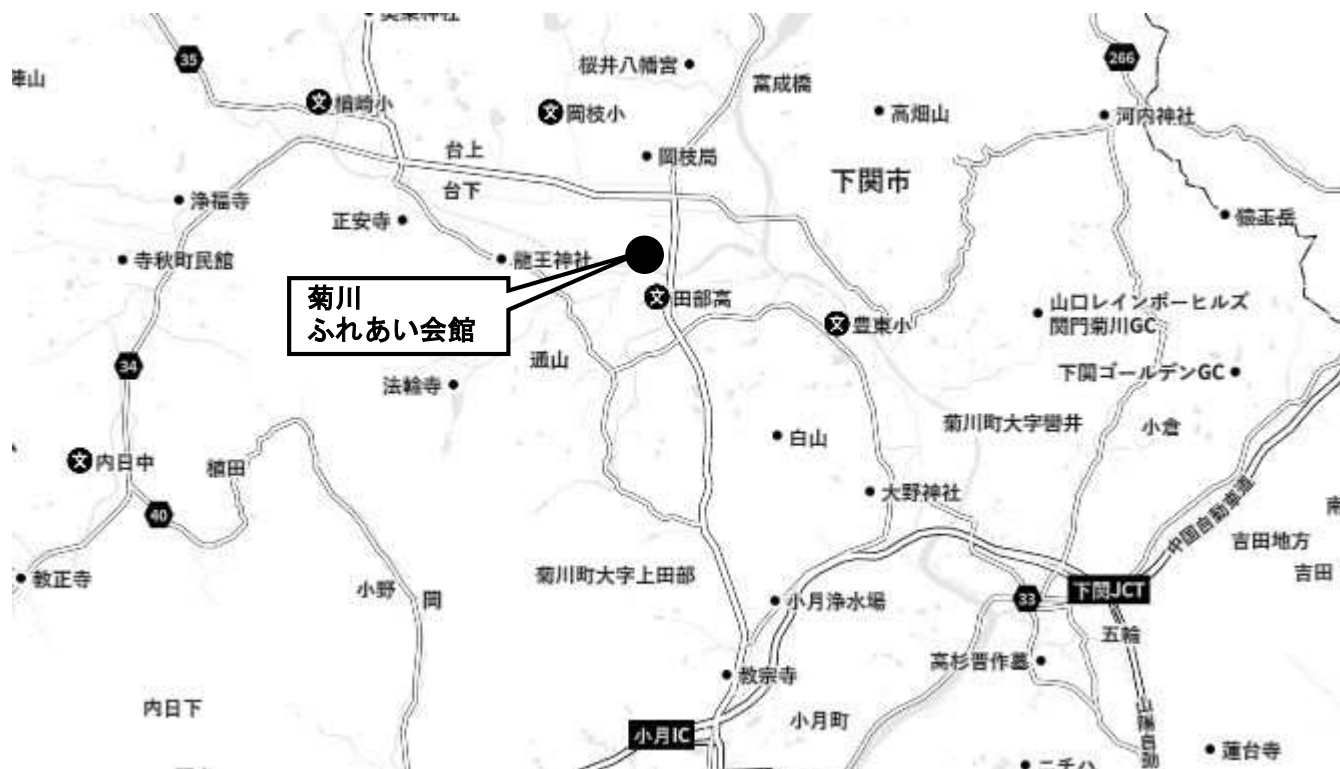 35
266
桜井八幡宮
富成橋
楢崎小
岡枝小
高畑山
河内神社
台上
岡枝局
台下
下関市
浄福寺
正安寺
寺秋町民館
龍王神社
菊川
ふれあい会館
田部高
豊東小
山口レインボーヒルズ
関門菊川GC
34
通山
法輪寺
下関ゴールデンGC
白山
菊川町大字轡井
小倉
内日中
植田
大野神社
40
中国自動車道
吉田地方
吉田
教正寺
小野
岡
菊川町大字上田部
小月浄水場
33
下関JCT
五輪
高杉晋作墓
教宗寺
内日下
小月町
小月IC
蓮台寺